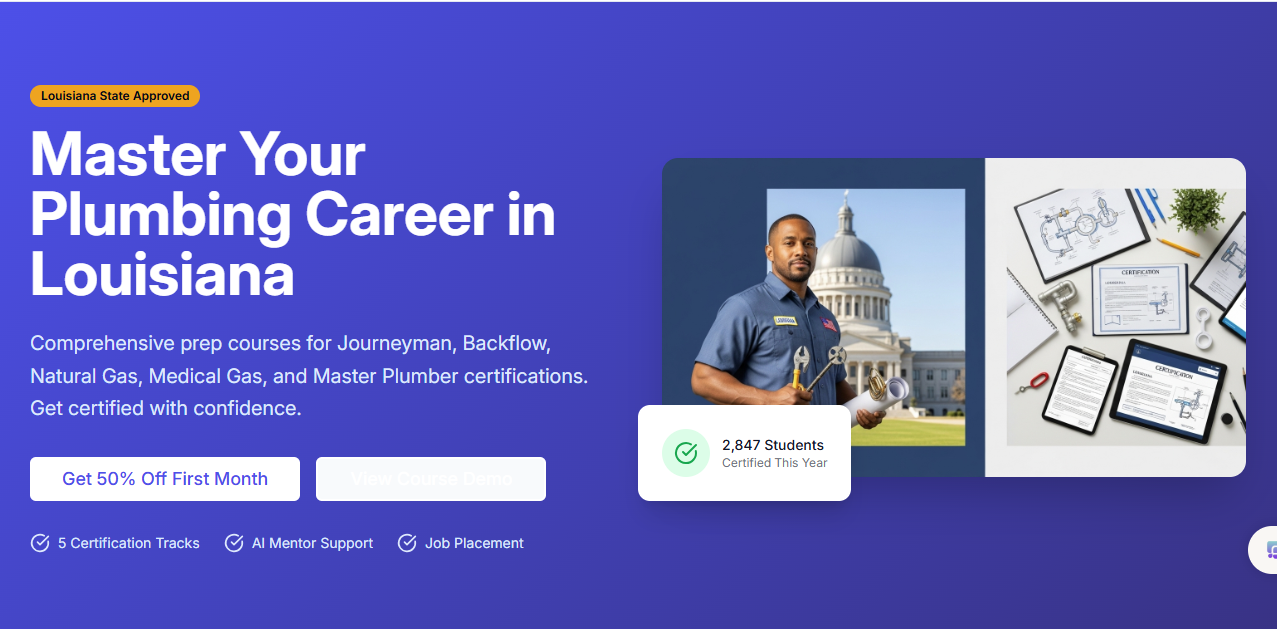 Louisiana State Approved
Master Your
Plumbing Career in
Louisiana
Comprehensive prep courses for Journeyman, Backflow,
Natural Gas, Medical Gas, and Master Plumber certifications.
Get certified with confidence.
Get 50% Off First Month
View Course Demo
5 Certification Tracks
AI Mentor Support
Job Placement
CERTIFICATION
CERTIFICATION
2,847 Students
Certified This Year